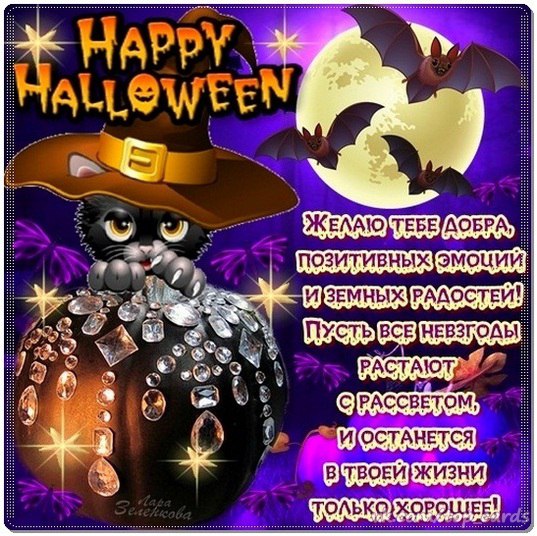 HAPPY
HALLOWEEN
ЖЕЛАЮ ТЕБЕ ДОБРА,
ПОЗИТИВНЫХ ЭМОЦИЙ
И ЗЕМНЫХ РАДОСТЕЙ!
ПУСТЬ ВСЕ НЕВЗГОДЫ
РАСТАЮТ
С РАССВЕТОМ,
И ОСТАНЕТСЯ
В ТВОЕЙ ЖИЗНИ
ТОЛЬКО ХОРОШЕЕ!
Лара
Зеленкова